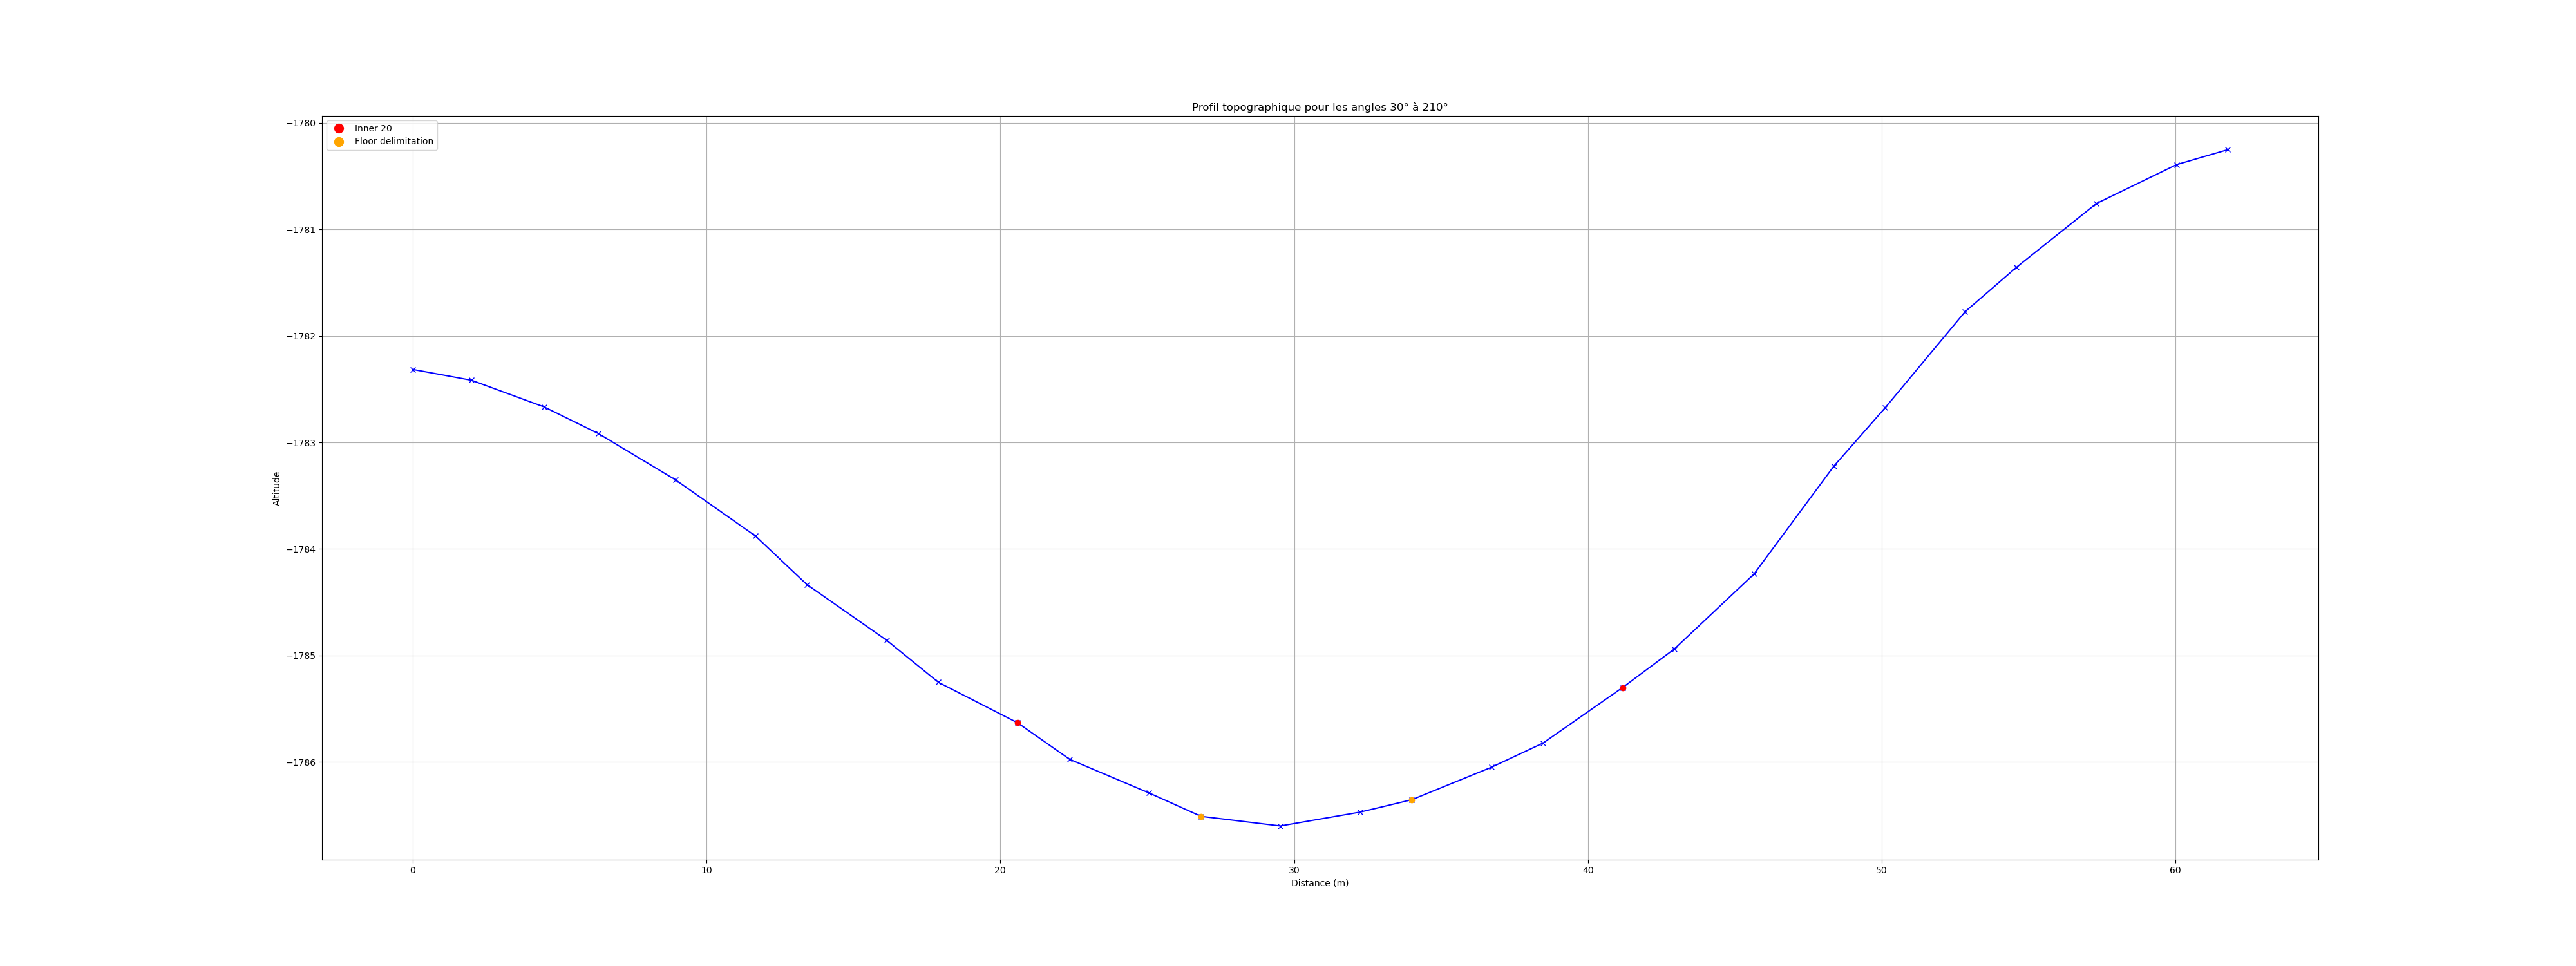 Profil topographique pour les angles 30° à 210°
Inner 20
Floor delimitation
−1780
−1781
−1782
−1783
−1784
−1785
−1786
Altitude
0 10 20 30 40 50 60
Distance (m)